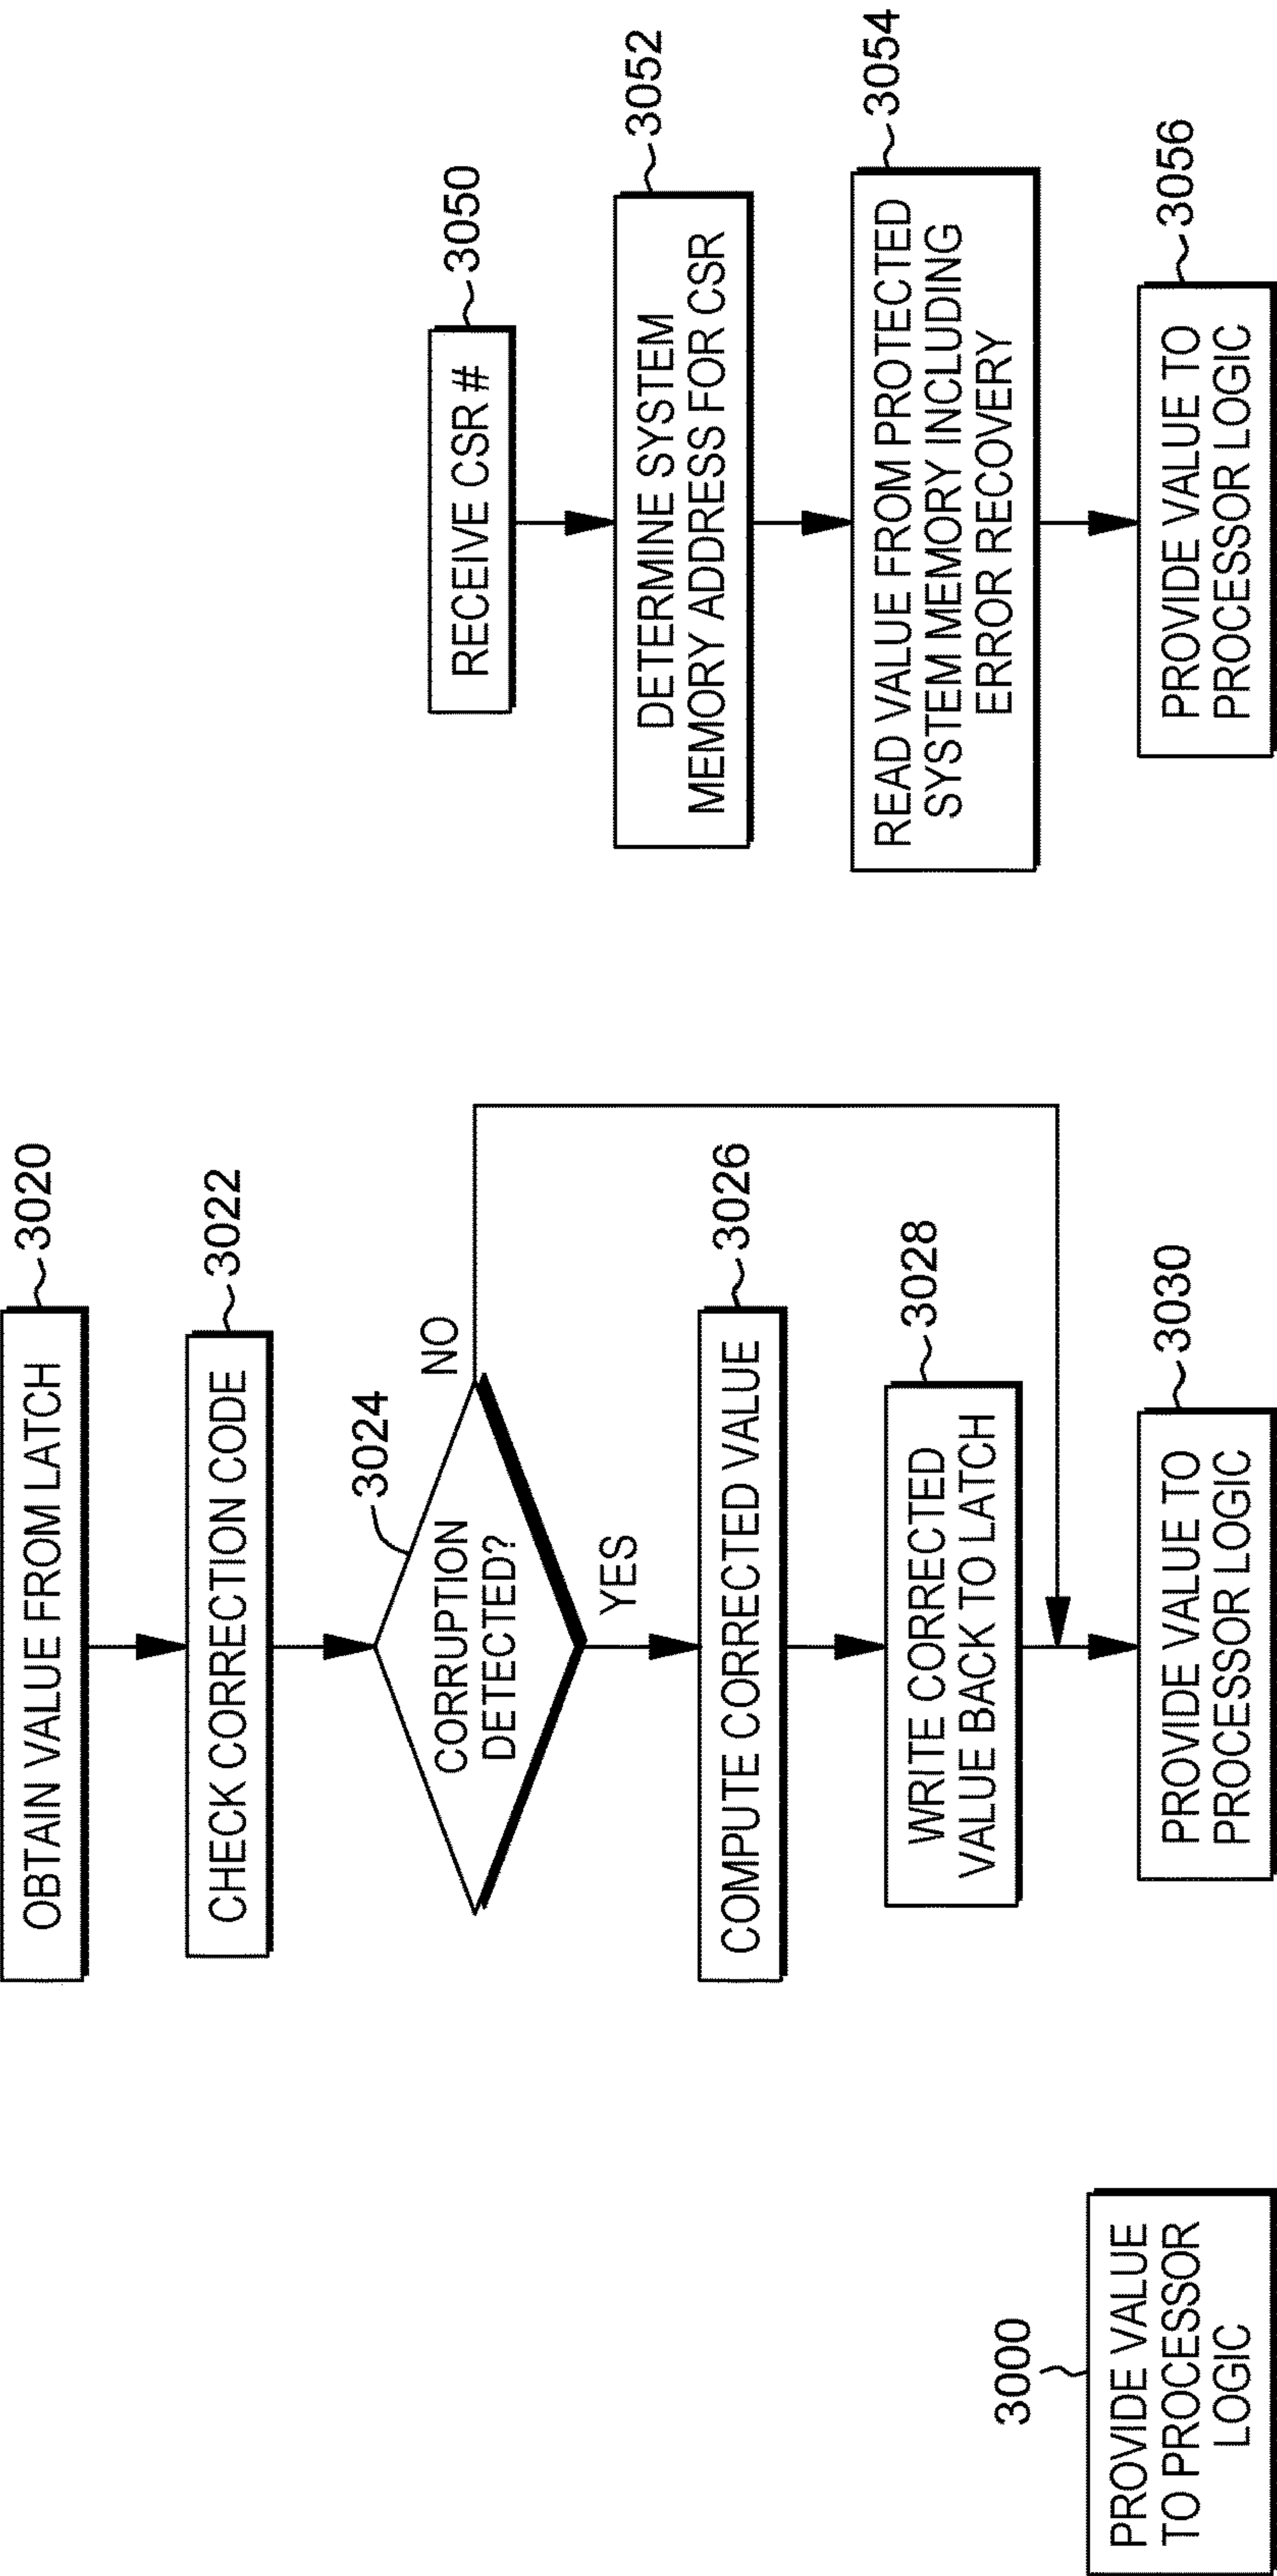 3000
PROVIDE VALUE
TO PROCESSOR
LOGIC
OBTAIN VALUE FROM LATCH
3020
CHECK CORRECTION CODE
3022
3024
CORRUPTION
DETECTED?
NO
YES
COMPUTE CORRECTED VALUE
3026
WRITE CORRECTED
VALUE BACK TO LATCH
3028
PROVIDE VALUE TO
PROCESSOR LOGIC
3030
RECEIVE CSR #
3050
DETERMINE SYSTEM
MEMORY ADDRESS FOR CSR
3052
READ VALUE FROM PROTECTED
SYSTEM MEMORY INCLUDING
ERROR RECOVERY
3054
PROVIDE VALUE TO
PROCESSOR LOGIC
3056